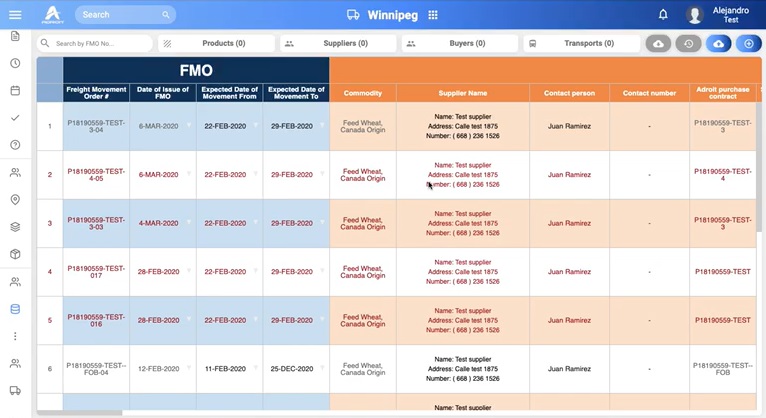 ADROIT
Search
Winnipeg
Alejandro
Test
Search by FMO No...
Products (0)
Suppliers (0)
Buyers (0)
Transports (0)
FMO
Freight Movement
Order #
Date of Issue of
FMO
Expected Date of
Movement From
Expected Date of
Movement To
Commodity
Supplier Name
Contact person
Contact number
Adroit purchase
contract
1
P18190559-TEST-
3-04
6-MAR-2020
22-FEB-2020
29-FEB-2020
Feed Wheat,
Canada Origin
Name: Test supplier
Address: Calle test 1875
Number: ( 668 ) 236 1526
Juan Ramirez
-
P18190559-TEST-
3
2
P18190559-TEST-
4-05
6-MAR-2020
22-FEB-2020
29-FEB-2020
Feed Wheat,
Canada Origin
Name: Test supplier
Address: Calle test 1875
Number: ( 668 ) 236 1526
Juan Ramirez
-
P18190559-TEST-
4
3
P18190559-TEST-
3-03
4-MAR-2020
22-FEB-2020
29-FEB-2020
Feed Wheat,
Canada Origin
Name: Test supplier
Address: Calle test 1875
Number: ( 668 ) 236 1526
Juan Ramirez
-
P18190559-TEST-
3
4
P18190559-TEST-
017
28-FEB-2020
22-FEB-2020
29-FEB-2020
Feed Wheat,
Canada Origin
Name: Test supplier
Address: Calle test 1875
Number: ( 668 ) 236 1526
Juan Ramirez
-
P18190559-TEST
5
P18190559-TEST-
016
28-FEB-2020
22-FEB-2020
29-FEB-2020
Feed Wheat,
Canada Origin
Name: Test supplier
Address: Calle test 1875
Number: ( 668 ) 236 1526
Juan Ramirez
-
P18190559-TEST
6
P18190559-TEST--
FOB-04
12-FEB-2020
11-FEB-2020
25-DEC-2020
Feed Wheat,
Canada Origin
Name: Test supplier
Address: Calle test 1875
Number: ( 668 ) 236 1526
Juan Ramirez
-
P18190559-TEST--
FOB
Name: Test supplier